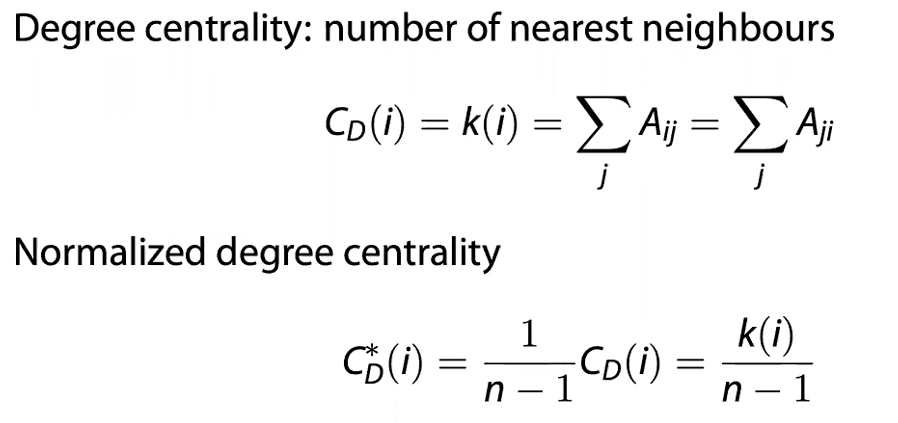 Degree centrality: number of nearest neighbours
C_D(i) = k(i) = ∑_j A_ij = ∑_j A_ji
Normalized degree centrality
C*_D(i) = 1/(n − 1) C_D(i) = k(i)/(n − 1)